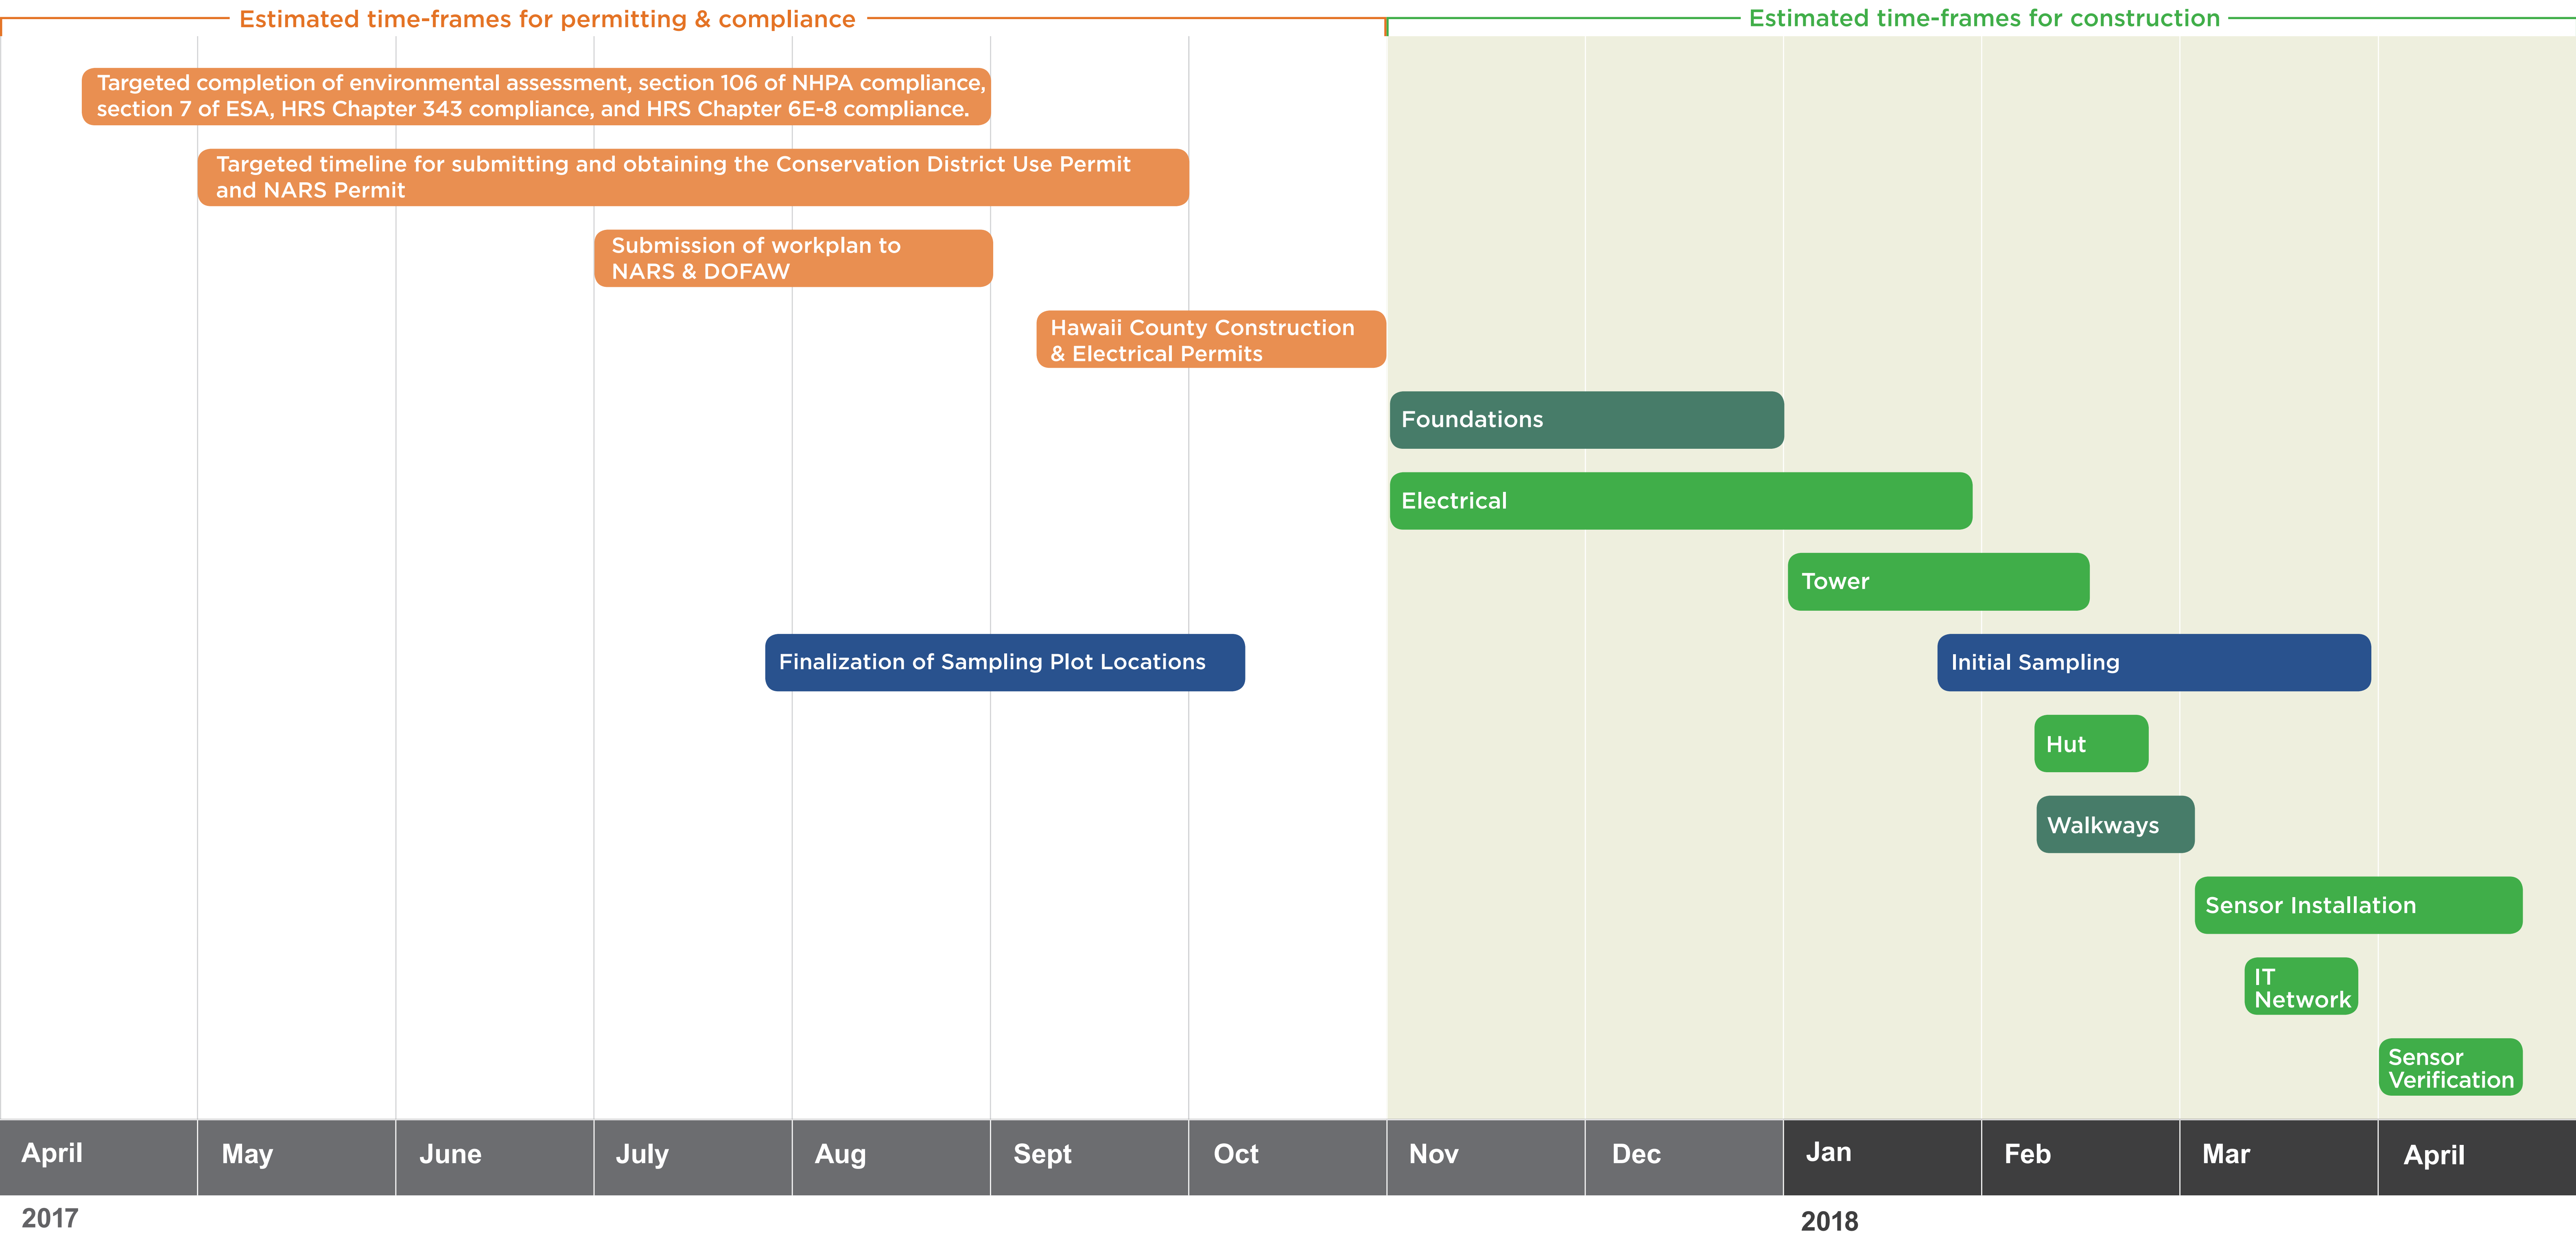 Estimated time-frames for permitting & compliance
Estimated time-frames for construction
Targeted completion of environmental assessment, section 106 of NHPA compliance,
section 7 of ESA, HRS Chapter 343 compliance, and HRS Chapter 6E-8 compliance.
Targeted timeline for submitting and obtaining the Conservation District Use Permit
and NARS Permit
Submission of workplan to
NARS & DOFAW
Hawaii County Construction
& Electrical Permits
Foundations
Electrical
Tower
Finalization of Sampling Plot Locations
Initial Sampling
Hut
Walkways
Sensor Installation
IT
Network
Sensor
Verification
April
May
June
July
Aug
Sept
Oct
Nov
Dec
Jan
Feb
Mar
April
2017
2018